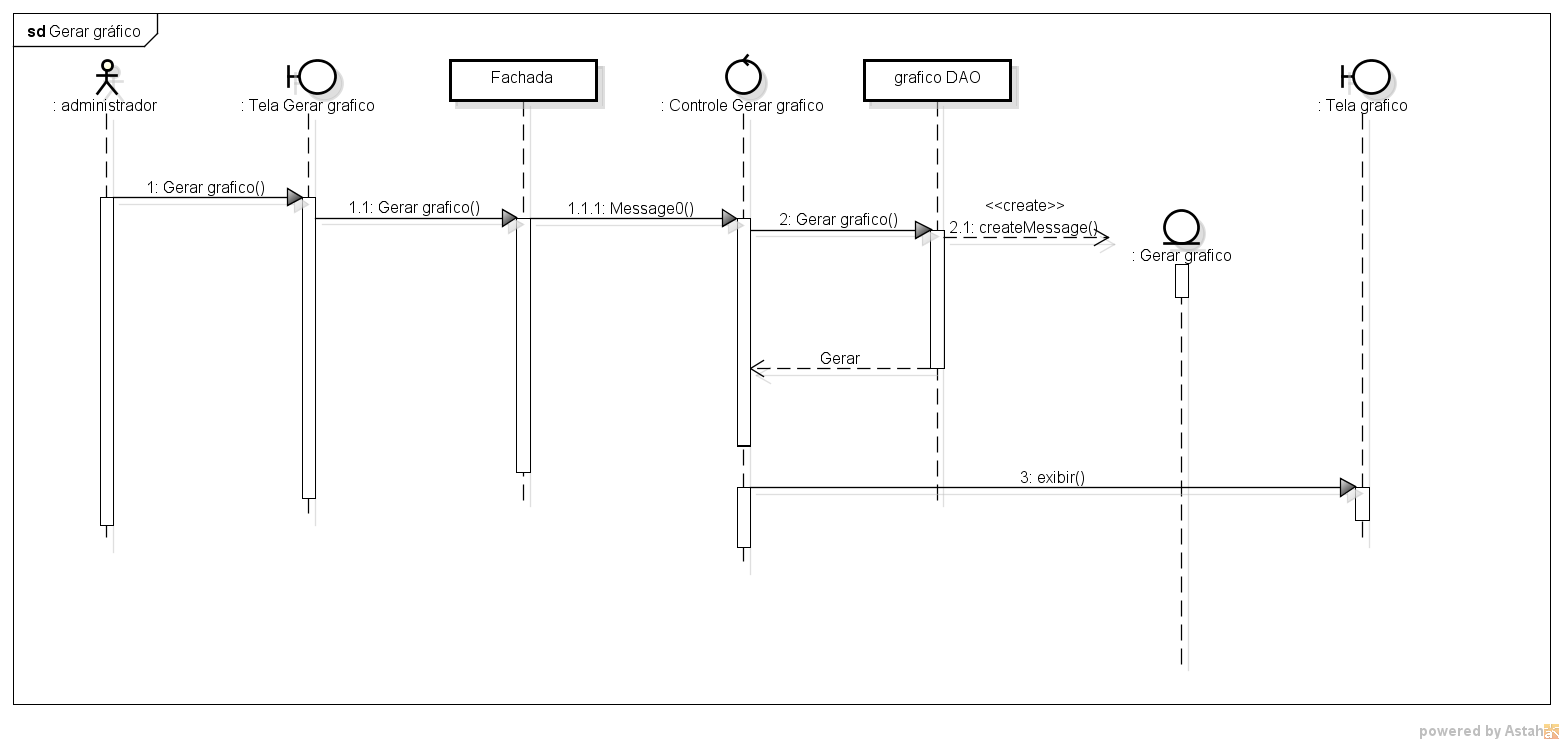 sd Gerar gráfico
: administrador
: Tela Gerar grafico
Fachada
: Controle Gerar grafico
grafico DAO
: Tela grafico
1: Gerar grafico()
1.1: Gerar grafico()
1.1.1: Message0()
2: Gerar grafico()
<<create>>
2.1: createMessage()
: Gerar grafico
Gerar
3: exibir()
powered by Astah